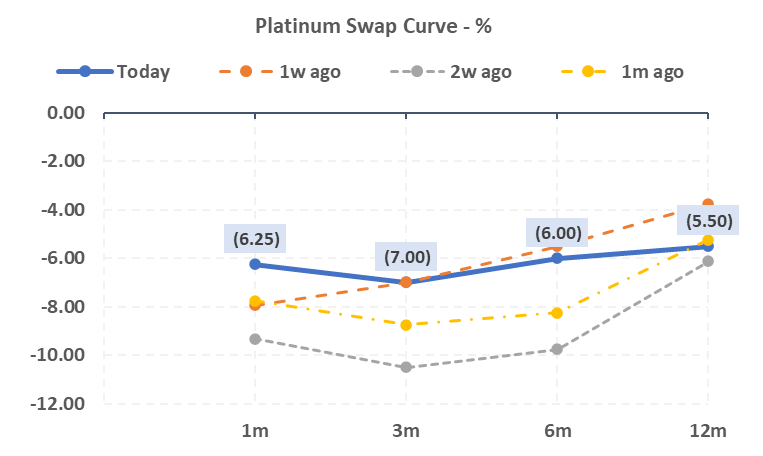 Platinum Swap Curve - %
Today 1w ago 2w ago 1m ago
0.00
-2.00
-4.00
-6.00
-8.00
-10.00
-12.00
(6.25) (7.00) (6.00) (5.50)
1m 3m 6m 12m